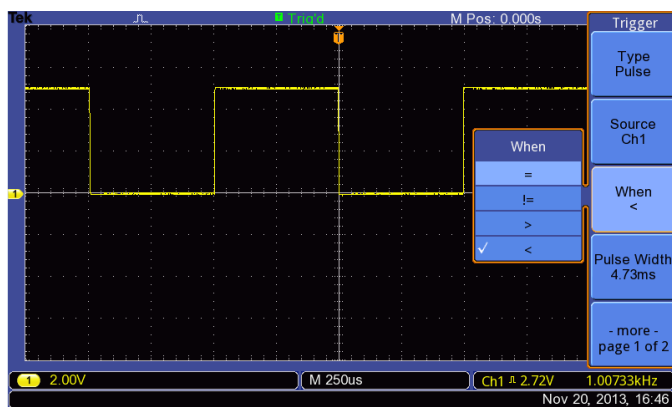 Tek Trig'd M Pos: 0.000s
Trigger
T
Type
Pulse
Source
Ch1
When
=
!=
>
✓ <
When
<
1
Pulse Width
4.73ms
- more -
page 1 of 2
1 2.00V M 250us Ch1 2.72V 1.00733kHz
Nov 20, 2013, 16:46